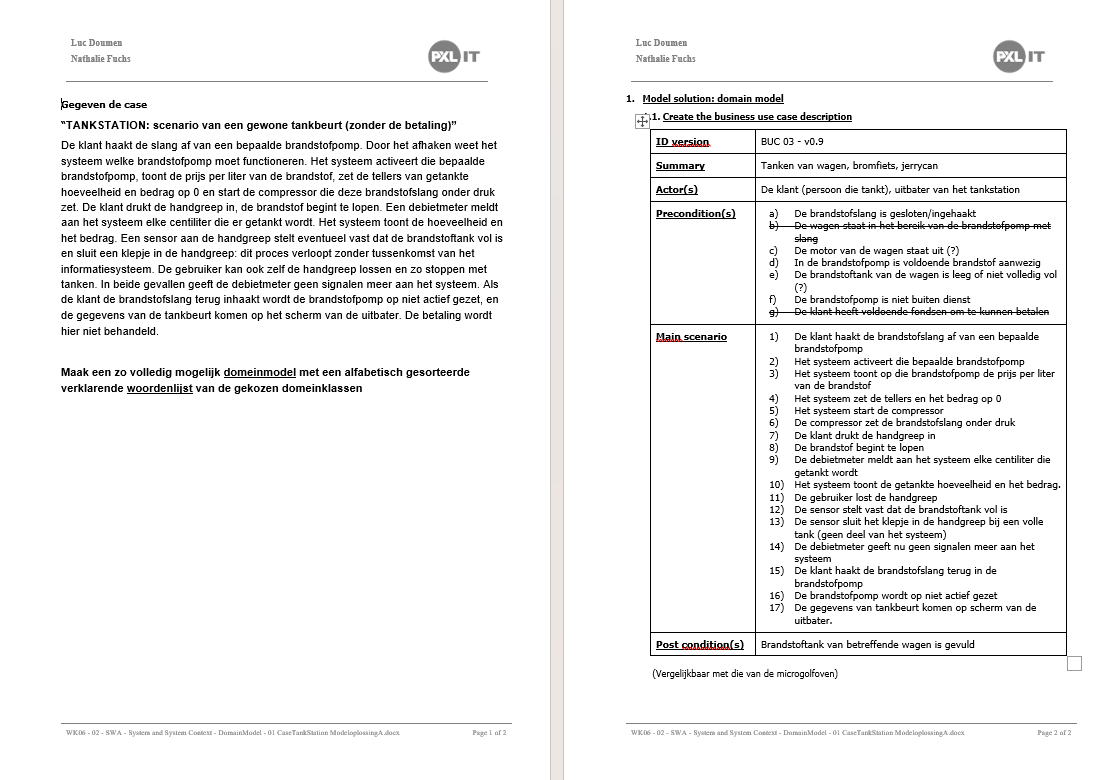 Luc Doumen
Nathalie Fuchs
PXL IT
Gegeven de case
“TANKSTATION: scenario van een gewone tankbeurt (zonder de betaling)”
De klant haakt de slang af van een bepaalde brandstofpomp. Door het afhaken weet het
systeem welke brandstofpomp moet functioneren. Het systeem activeert die bepaalde
brandstofpomp, toont de prijs per liter van de brandstof, zet de tellers van getankte
hoeveelheid en bedrag op 0 en start de compressor die deze brandstofslang onder druk
zet. De klant drukt de handgreep in, de brandstof begint te lopen. Een debietmeter meldt
aan het systeem elke centiliter die er getankt wordt. Het systeem toont de hoeveelheid en
het bedrag. Een sensor aan de handgreep stelt eventueel vast dat de brandstoftank vol is
en sluit een klepje in de handgreep: dit proces verloopt zonder tussenkomst van het
informatiesysteem. De gebruiker kan ook zelf de handgreep lossen en zo stoppen met
tanken. In beide gevallen geeft de debietmeter geen signalen meer aan het systeem. Als
de klant de brandstofslang terug inhaakt wordt de brandstofpomp op niet actief gezet, en
de gegevens van de tankbeurt komen op het scherm van de uitbater. De betaling wordt
hier niet behandeld.
Maak een zo volledig mogelijk domeinmodel met een alfabetisch gesorteerde
verklarende woordenlijst van de gekozen domeinklassen
WK06 - 02 - SWA - System and System Context - DomainModel - 01 CaseTankStation ModeloplossingA.docx Page 1 of 2
Luc Doumen
Nathalie Fuchs
PXL IT
1. Model solution: domain model
.1. Create the business use case description
ID version BUC 03 - v0.9
Summary Tanken van wagen, bromfiets, jerrycan
Actor(s) De klant (persoon die tankt), uitbater van het tankstation
Precondition(s) a) De brandstofslang is gesloten/ingehaakt
b) De wagen staat in het bereik van de brandstofpomp met
slang
c) De motor van de wagen staat uit (?)
d) In de brandstofpomp is voldoende brandstof aanwezig
e) De brandstoftank van de wagen is leeg of niet volledig vol
(?)
f) De brandstofpomp is niet buiten dienst
g) De klant heeft voldoende fondsen om te kunnen betalen
Main scenario 1) De klant haakt de brandstofslang af van een bepaalde
brandstofpomp
2) Het systeem activeert die bepaalde brandstofpomp
3) Het systeem toont op die brandstofpomp de prijs per liter
van de brandstof
4) Het systeem zet de tellers en het bedrag op 0
5) Het systeem start de compressor
6) De compressor zet de brandstofslang onder druk
7) De klant drukt de handgreep in
8) De brandstof begint te lopen
9) De debietmeter meldt aan het systeem elke centiliter die
getankt wordt
10) Het systeem toont de getankte hoeveelheid en het bedrag.
11) De gebruiker lost de handgreep
12) De sensor stelt vast dat de brandstoftank vol is
13) De sensor sluit het klepje in de handgreep bij een volle
tank (geen deel van het systeem)
14) De debietmeter geeft nu geen signalen meer aan het
systeem
15) De klant haakt de brandstofslang terug in de
brandstofpomp
16) De brandstofpomp wordt op niet actief gezet
17) De gegevens van tankbeurt komen op scherm van de
uitbater.
Post condition(s) Brandstoftank van betreffende wagen is gevuld
(Vergelijkbaar met die van de microgolfoven)
WK06 - 02 - SWA - System and System Context - DomainModel - 01 CaseTankStation ModeloplossingA.docx Page 2 of 2